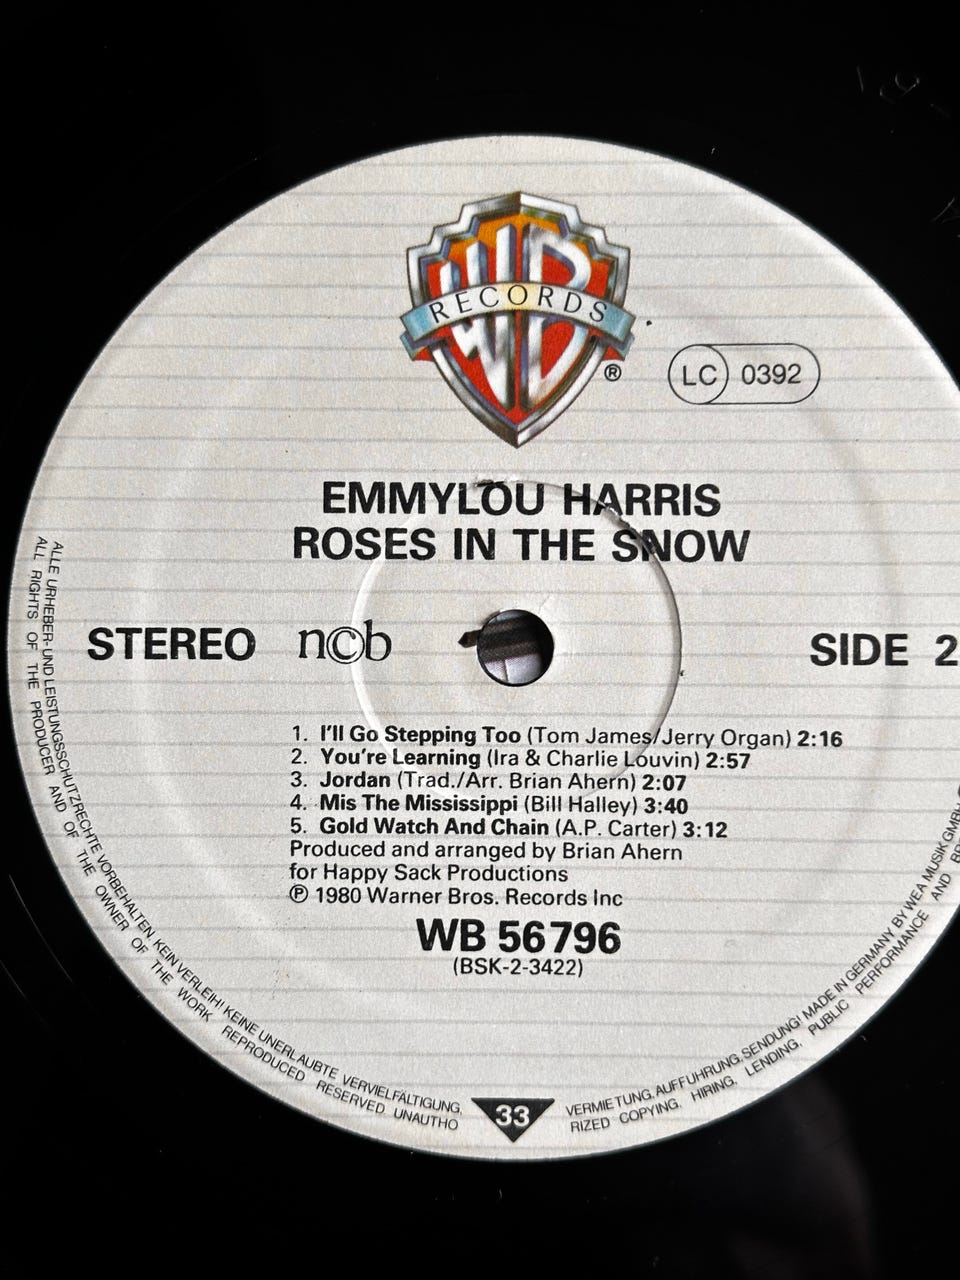 WB
RECORDS
®
LC 0392
EMMYLOU HARRIS
ROSES IN THE SNOW
STEREO n©b SIDE 2
1. I'll Go Stepping Too (Tom James/Jerry Organ) 2:16
2. You're Learning (Ira & Charlie Louvin) 2:57
3. Jordan (Trad./Arr. Brian Ahern) 2:07
4. Mis The Mississippi (Bill Halley) 3:40
5. Gold Watch And Chain (A.P. Carter) 3:12
Produced and arranged by Brian Ahern
for Happy Sack Productions
℗ 1980 Warner Bros. Records Inc
WB 56796
(BSK-2-3422)
33
ALLE URHEBER- UND LEISTUNGSSCHUTZRECHTE VORBEHALTEN KEIN VERLEIH! KEINE UNERLAUBTE VERVIELFÄLTIGUNG, VERMIETUNG, AUFFÜHRUNG, SENDUNG! MADE IN GERMANY BY WEA MUSIK GMBH
ALL RIGHTS OF THE PRODUCER AND OF THE OWNER OF THE WORK REPRODUCED RESERVED UNAUTHORIZED COPYING, HIRING, LENDING, PUBLIC PERFORMANCE AND